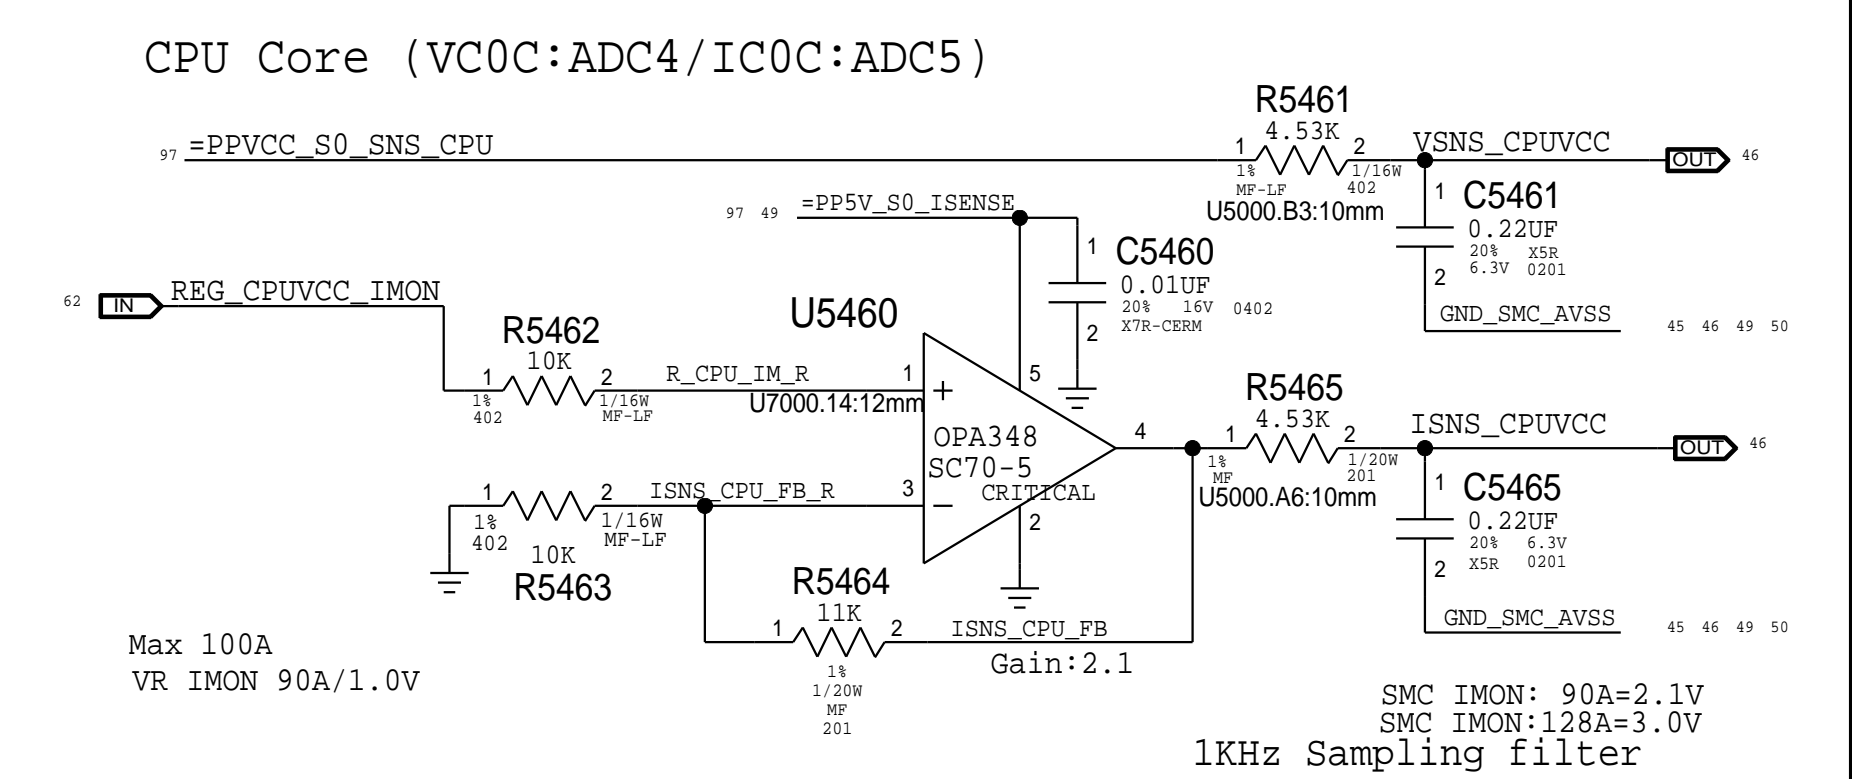 CPU Core (VC0C:ADC4/IC0C:ADC5)
97 =PPVCC_S0_SNS_CPU
R5461
4.53K
1 2
1% 1/16W
MF-LF 402
U5000.B3:10mm
VSNS_CPUVCC
OUT 46
1
C5461
0.22UF
20% X5R
6.3V 0201
2
GND_SMC_AVSS
45 46 49 50
97 49 =PP5V_S0_ISENSE
1
C5460
0.01UF
20% 16V 0402
X7R-CERM
2
62 IN REG_CPUVCC_IMON
R5462
10K
1 2
1% 1/16W
402 MF-LF
R_CPU_IM_R
U7000.14:12mm
U5460
1 + 5
OPA348
SC70-5
CRITICAL
3 - 2
4
R5465
4.53K
1 2
1% 1/20W
MF 201
U5000.A6:10mm
ISNS_CPUVCC
OUT 46
1
C5465
0.22UF
20% 6.3V
X5R 0201
2
GND_SMC_AVSS
45 46 49 50
1 2
1% 1/16W
402 MF-LF
10K
R5463
ISNS_CPU_FB_R
R5464
11K
1 2
1%
1/20W
MF
201
ISNS_CPU_FB
Gain:2.1
Max 100A
VR IMON 90A/1.0V
SMC IMON: 90A=2.1V
SMC IMON:128A=3.0V
1KHz Sampling filter